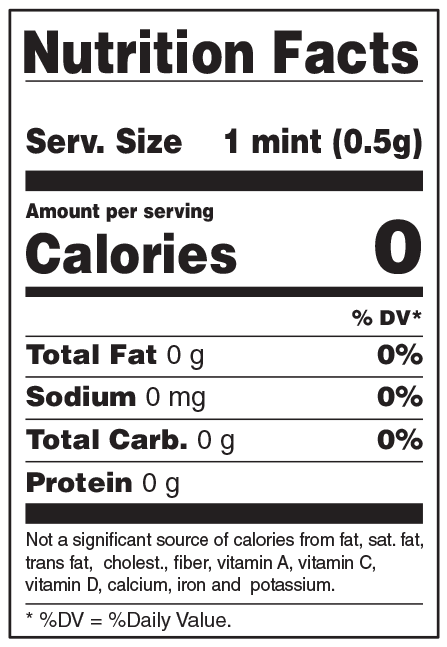 Nutrition Facts
Serv. Size 1 mint (0.5g)
Amount per serving
Calories 0
% DV*
Total Fat 0 g 0%
Sodium 0 mg 0%
Total Carb. 0 g 0%
Protein 0 g
Not a significant source of calories from fat, sat. fat,
trans fat, cholest., fiber, vitamin A, vitamin C,
vitamin D, calcium, iron and potassium.
* %DV = %Daily Value.